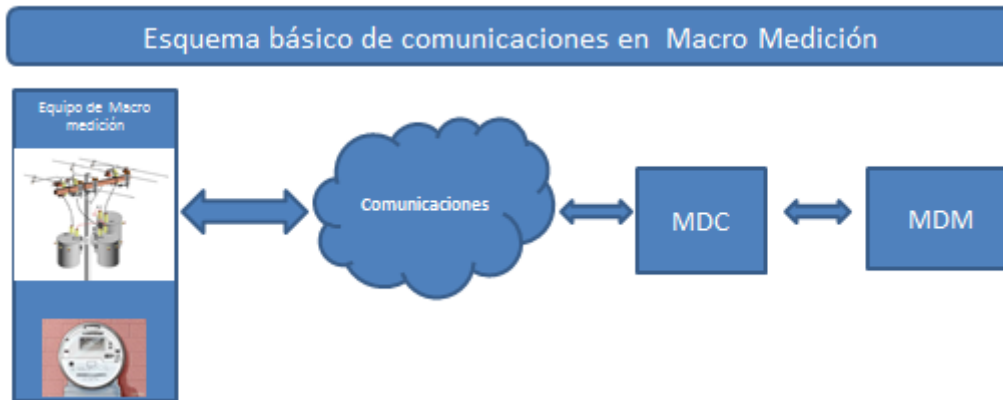 Esquema básico de comunicaciones en Macro Medición
Equipo de Macro
medición
Comunicaciones
MDC
MDM